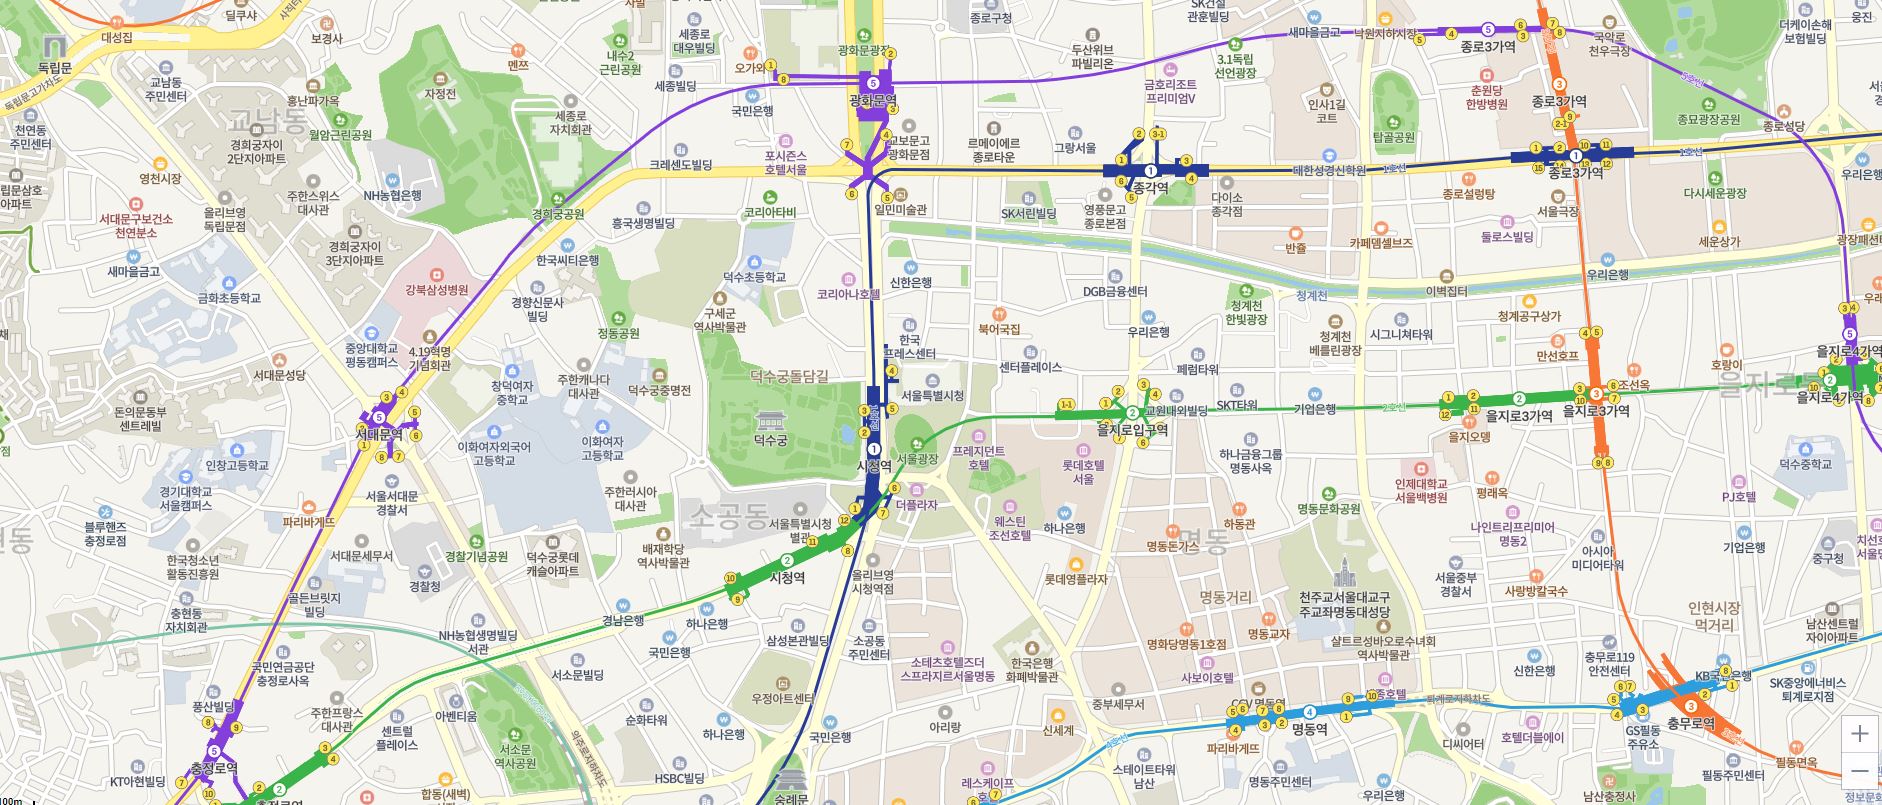 대성집
보경사
딜쿠샤
사직터
독립문
독립문고가차도
교남동
주민센터
홍난파가옥
교남동
월암근린공원
자정전
멘쯔
내수2
근린공원
세종로
대우빌딩
세종빌딩
오가와
국민은행
광화문광장
광화문역
종로구청
두산위브
파빌리온
SK건설
관훈빌딩
3.1독립
선언광장
금호리조트
프리미엄V
새마을금고
낙원지하지장
종로3가역
국악로
천우극장
더케이손해
보험빌딩
웅진
인사1길
코트
춘원당
한방병원
종로3가역
5호선
종묘광장공원
종로성당
탑골공원
천연동
주민센터
경희궁자이
2단지아파트
세종로
자치회관
크레센도빌딩
포시즌스
호텔서울
교보문고
광화문점
르메이에르
종로타운
그랑서울
종각역
대한성경신학원
1호선
종로3가역
1호선
우리은행
영천시장
올리브영
독립문점
주한스위스
대사관
NH농협은행
경희궁공원
흥국생명빌딩
코리아타비
일민미술관
SK서린빌딩
영풍문고
종로본점
다이소
종각점
종로설렁탕
서울극장
다시세운광장
서대문구보건소
천연분소
경희궁자이
3단지아파트
새마을금고
금화초등학교
강북삼성병원
한국씨티은행
경향신문사
빌딩
덕수초등학교
구세군
역사박물관
코리아나호텔
신한은행
DGB금융센터
반쥴
카페뎀셀브즈
둘로스빌딩
세운상가
광장패션타
청계천
이벽집터
우리은행
정동공원
북어국집
우리은행
청계천
한빛광장
청계천
베를린광장
시그니쳐타워
청계공구상가
만선호프
호랑이
을지로4가역
중앙대학교
평동캠퍼스
4.19혁명
기념회관
서대문성당
창덕여자
중학교
주한캐나다
대사관
덕수궁중명전
덕수궁돌담길
한국
프레스센터
센터플레이스
서울특별시청
페럼타워
교원내외빌딩
SKT타워
기업은행
2호선
조선옥
을지로3가역
을지로3가역
을지로4가역
돈의문동부
센트레빌
서대문역
덕수궁
을지로입구역
을지오뎅
인창고등학교
이화여자외국어
고등학교
이화여자
고등학교
시청역
서울광장
프레지던트
호텔
롯데호텔
서울
하나금융그룹
명동사옥
인제대학교
서울백병원
평래옥
덕수중학교
PJ호텔
경기대학교
서울캠퍼스
서울서대문
경찰서
파리바게뜨
주한러시아
대사관
소공동
서울특별시청
별관
더플라자
웨스틴
조선호텔
하나은행
하동관
명동문화공원
명동돈가스
명동
나인트리프리미어
명동2
블루핸즈
충정로점
한국청소년
활동진흥원
서대문세무서
경찰청
경찰기념공원
덕수궁롯데
캐슬아파트
배재학당
역사박물관
시청역
올리브영
시청역점
롯데영플라자
명동거리
천주교서울대교구
주교좌명동대성당
서울중부
경찰서
아시아
미디어타워
사랑방칼국수
기업은행
중구청
충현동
자치회관
골든브릿지
빌딩
경남은행
하나은행
국민은행
삼성본관빌딩
소공동
주민센터
명화당명동1호점
명동교자
샬트르성바오로수녀회
역사박물관
인현시장
먹거리
남산센트럴
자이아파트
NH농협생명빌딩
서관
서소문빌딩
국민연금공단
충정로사옥
소테츠호텔즈더
스프라지르서울명동
한국은행
화폐박물관
사보이호텔
신한은행
충무로119
안전센터
KB국민은행
SK중앙에너비스
퇴계로지점
풍산빌딩
주한프랑스
대사관
아벤티움
순화타워
우정아트센터
센트럴
플레이스
하나은행
국민은행
아리랑
신세계
중부세무서
CGV 명동역
명동역
퇴계로지하차도
디씨어터
호텔더블에이
GS필동
주유소
충무로역
3호선
필동면옥
충정로역
KT아현빌딩
서소문
역사공원
의주로지하차도
4호선
파리바게뜨
합동(새벽)
HSBC빌딩
숭례문
레스케이프
스테이트타워
남산
명동주민센터
우리은행
남산충정사
필동주민센터
충정로역
100m